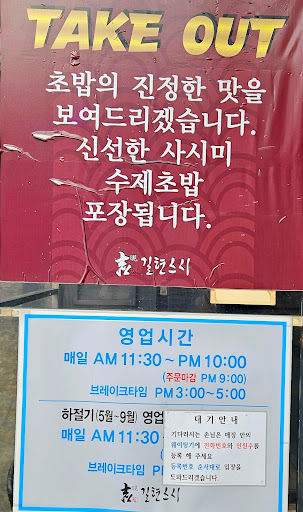 TAKE OUT
초밥의 진정한 맛을
보여드리겠습니다.
신선한 사시미
수제초밥
포장됩니다.
길현스시
영업시간
매일 AM 11:30 ~ PM 10:00
(주문마감 PM 9:00)
브레이크타임 PM 3:00~5:00
하절기(5월~9월) 영업
매일 AM 11:30
브레이크타임 P
대 기 안 내
기다리시는 손님은 매장 안의
웨이팅기에 전화번호와 인원수를
등록 해 주세요
등록번호 순서대로 입장을
도와드리겠습니다.
길현스시